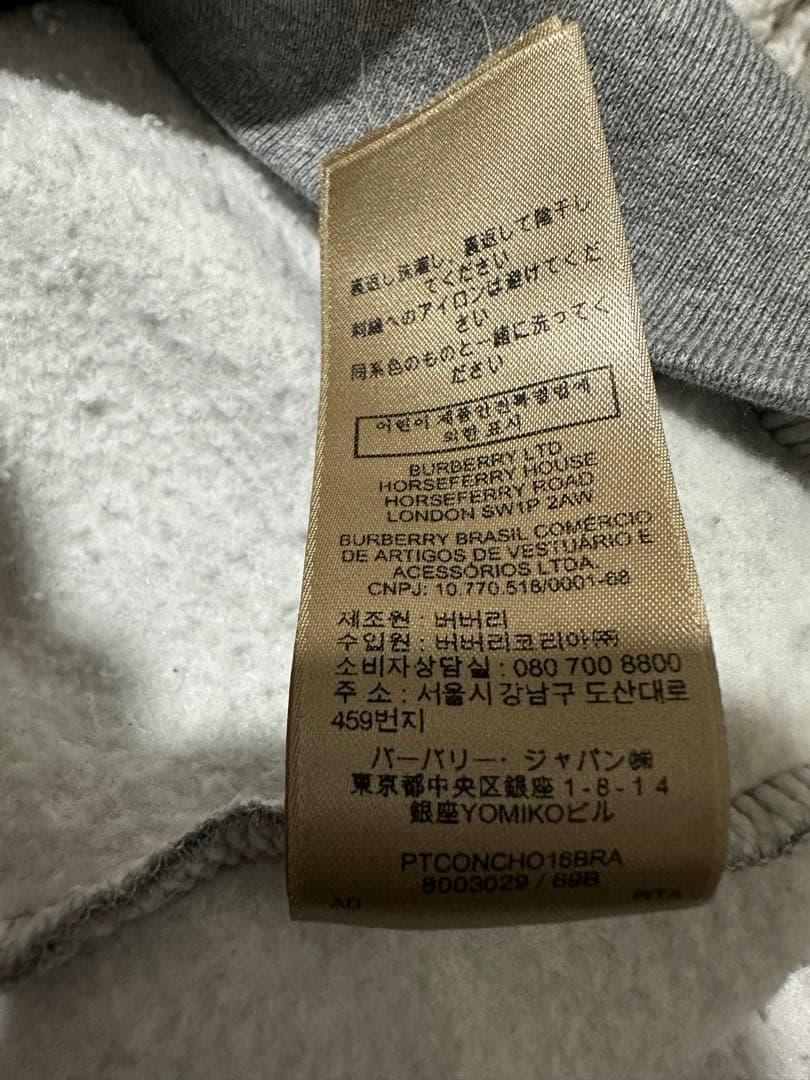 裏返し洗濯し、裏返して陰干し
てください
刺繍へのアイロンは避けてくだ
さい
同系色のものと一緒に洗ってく
ださい
어린이 제품안전특별법에
의한 표시
BURBERRY LTD
HORSEFERRY HOUSE
HORSEFERRY ROAD
LONDON SW1P 2AW
BURBERRY BRASIL COMÉRCIO
DE ARTIGOS DE VESTUÁRIO E
ACESSÓRIOS LTDA.
CNPJ: 10.770.518/0001-68
제조원 : 버버리
수입원 : 버버리코리아㈜
소비자상담실 : 080 700 8800
주 소 : 서울시 강남구 도산대로
459번지
バーバリー・ジャパン㈱
東京都中央区銀座 1-8-14
銀座YOMIKOビル
PTCONCHO16BRA
8003029 / 69B
AD PITA